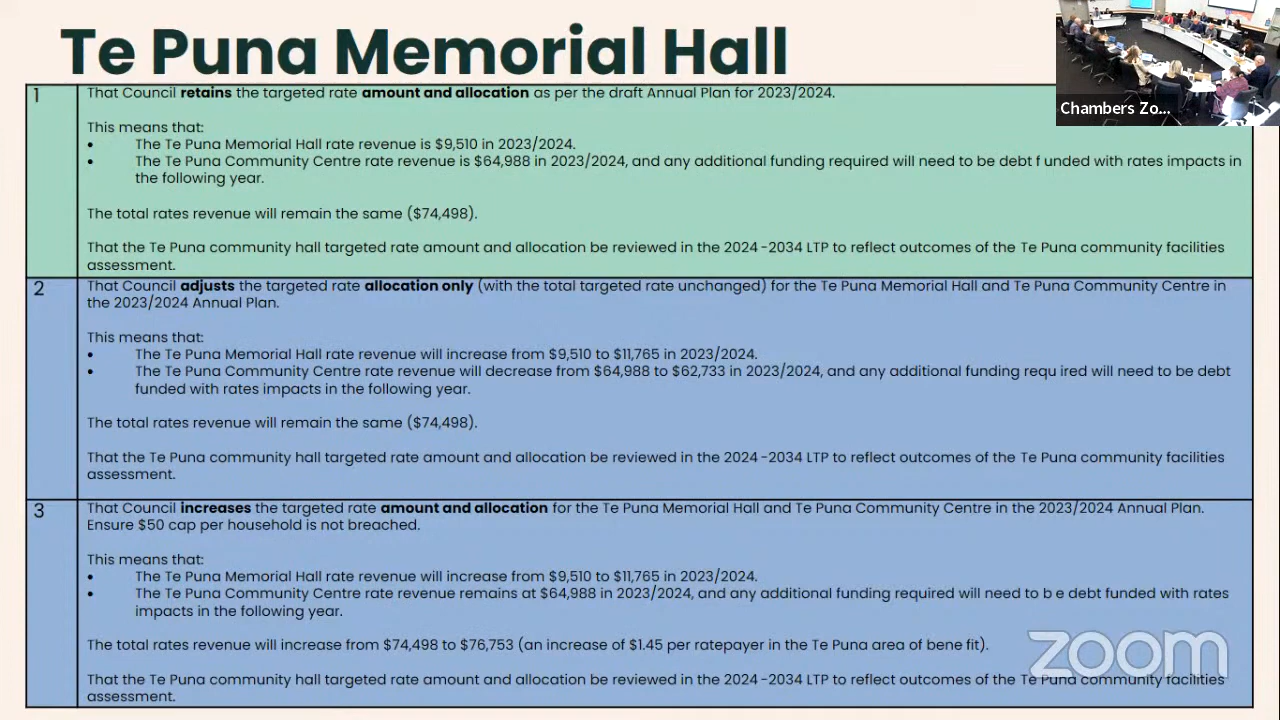 Te Puna Memorial Hall
Chambers Zo...
1
That Council retains the targeted rate amount and allocation as per the draft Annual Plan for 2023/2024.
This means that:
• The Te Puna Memorial Hall rate revenue is $9,510 in 2023/2024.
• The Te Puna Community Centre rate revenue is $64,988 in 2023/2024, and any additional funding required will need to be debt f unded with rates impacts in
the following year.
The total rates revenue will remain the same ($74,498).
That the Te Puna community hall targeted rate amount and allocation be reviewed in the 2024 -2034 LTP to reflect outcomes of the Te Puna community facilities
assessment.
2
That Council adjusts the targeted rate allocation only (with the total targeted rate unchanged) for the Te Puna Memorial Hall and Te Puna Community Centre in
the 2023/2024 Annual Plan.
This means that:
• The Te Puna Memorial Hall rate revenue will increase from $9,510 to $11,765 in 2023/2024.
• The Te Puna Community Centre rate revenue will decrease from $64,988 to $62,733 in 2023/2024, and any additional funding requ ired will need to be debt
funded with rates impacts in the following year.
The total rates revenue will remain the same ($74,498).
That the Te Puna community hall targeted rate amount and allocation be reviewed in the 2024 -2034 LTP to reflect outcomes of the Te Puna community facilities
assessment.
3
That Council increases the targeted rate amount and allocation for the Te Puna Memorial Hall and Te Puna Community Centre in the 2023/2024 Annual Plan.
Ensure $50 cap per household is not breached.
This means that:
• The Te Puna Memorial Hall rate revenue will increase from $9,510 to $11,765 in 2023/2024.
• The Te Puna Community Centre rate revenue remains at $64,988 in 2023/2024, and any additional funding required will need to b e debt funded with rates
impacts in the following year.
The total rates revenue will increase from $74,498 to $76,753 (an increase of $1.45 per ratepayer in the Te Puna area of bene fit).
That the Te Puna community hall targeted rate amount and allocation be reviewed in the 2024 -2034 LTP to reflect outcomes of the Te Puna community facilities
assessment.
zoom